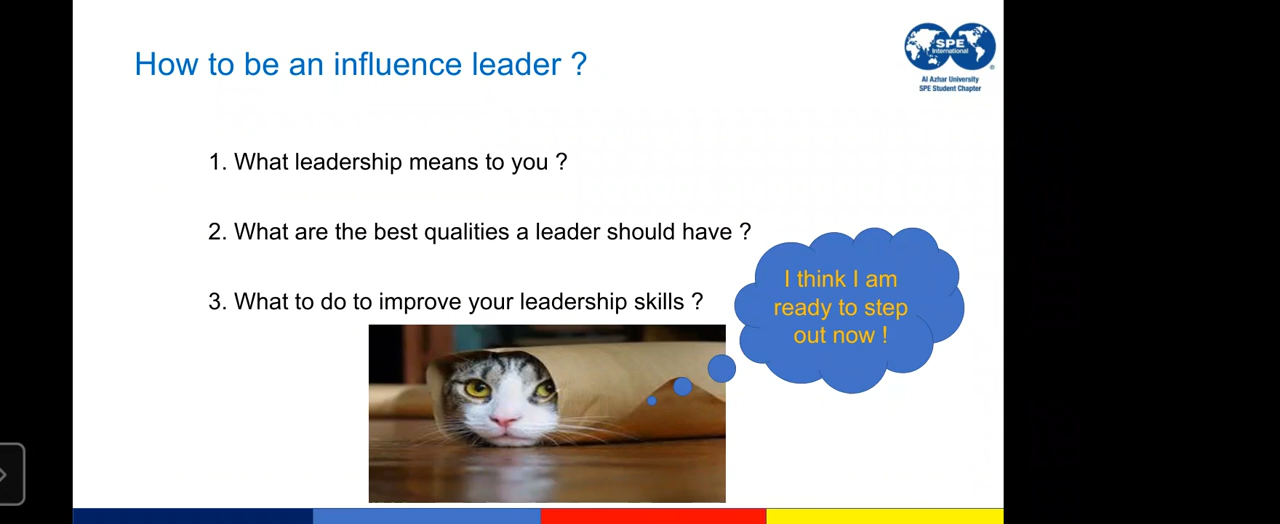 How to be an influence leader ?
SPE
International
Al Azhar University
SPE Student Chapter
1. What leadership means to you ?
2. What are the best qualities a leader should have ?
3. What to do to improve your leadership skills ?
I think I am
ready to step
out now !